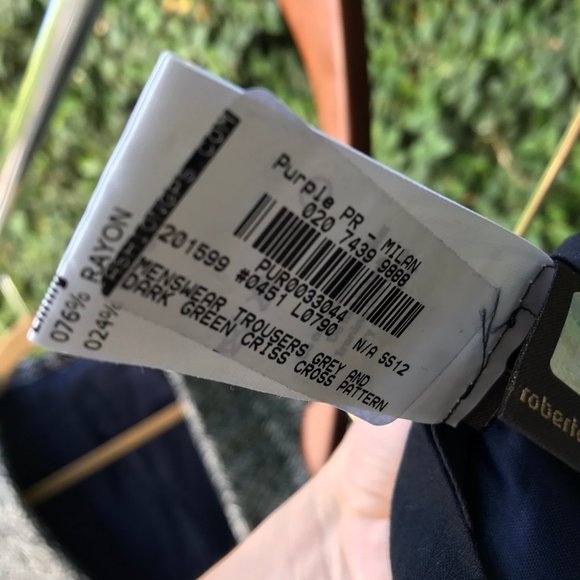 Purple PR - MILAN
020 7439 9888
PUR0033044
201599 #0451 L0790 N/A SS12
MENSWEAR TROUSERS GREY AND
DARK GREEN CRISS CROSS PATTERN
076% RAYON
024%
roberto